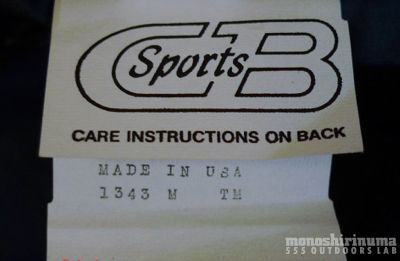 CB Sports
CARE INSTRUCTIONS ON BACK
MADE IN USA
1343 M TM
monoshirinuma
555 OUTDOORS LAB